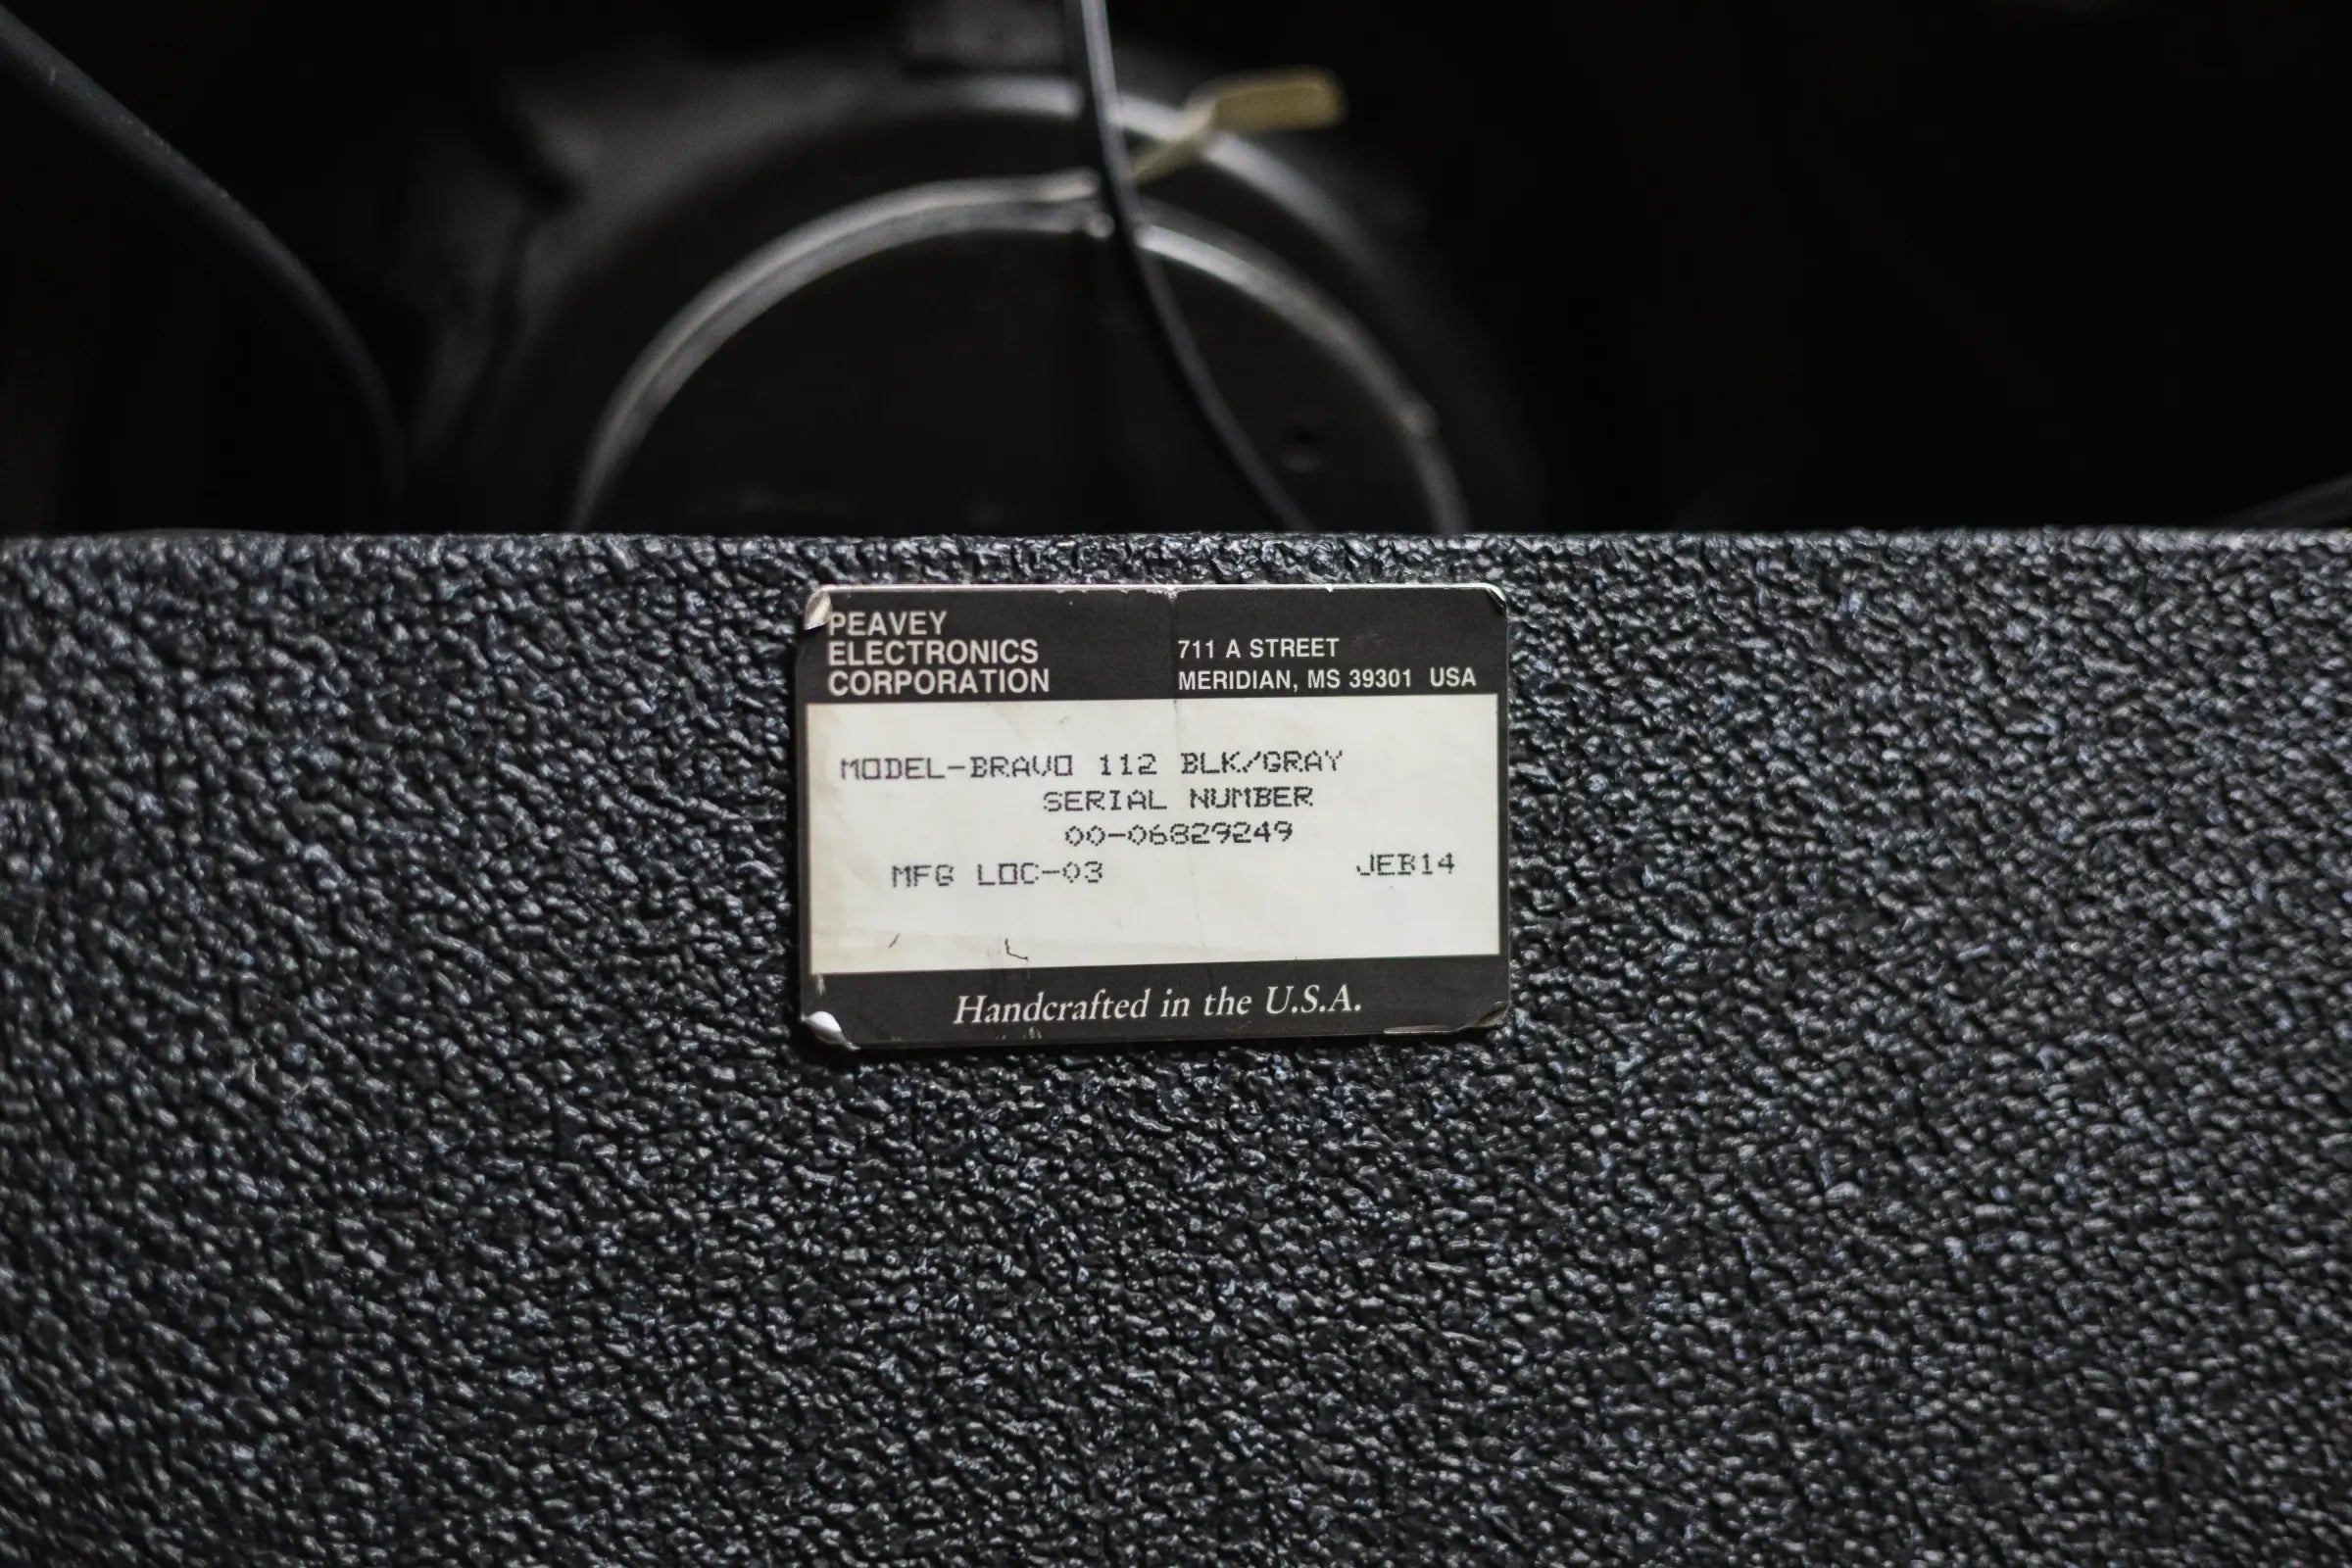 PEAVEY
ELECTRONICS
CORPORATION
711 A STREET
MERIDIAN, MS 39301 USA
MODEL-BRAVO 112 BLK/GRAY
SERIAL NUMBER
00-06829249
MFG LOC-03 JEB14
Handcrafted in the U.S.A.